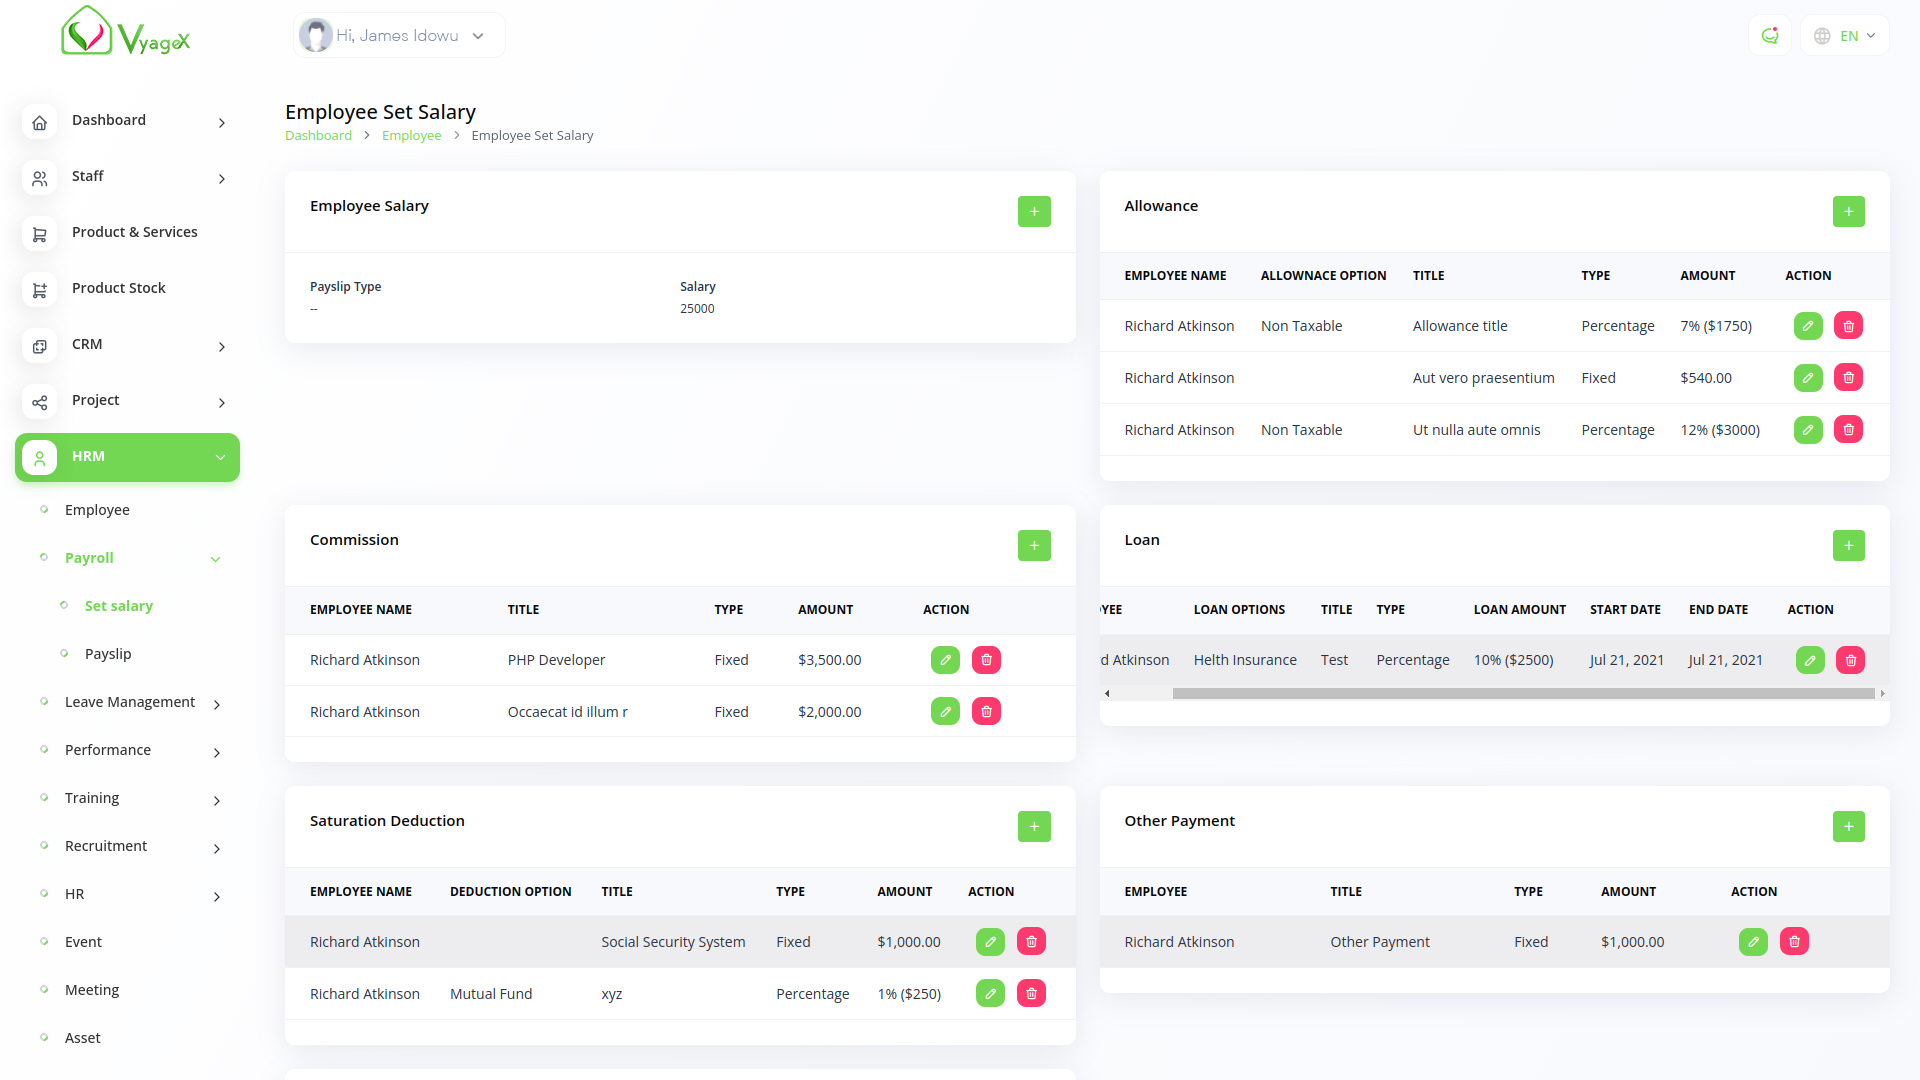 VyageX
Hi, James Idowu
EN
Dashboard
Staff
Product & Services
Product Stock
CRM
Project
HRM
Employee
Payroll
Set salary
Payslip
Leave Management
Performance
Training
Recruitment
HR
Event
Meeting
Asset
Employee Set Salary
Dashboard > Employee > Employee Set Salary
Employee Salary
+
Payslip Type Salary
-- 25000
Allowance
+
EMPLOYEE NAME ALLOWNACE OPTION TITLE TYPE AMOUNT ACTION
Richard Atkinson Non Taxable Allowance title Percentage 7% ($1750)
Richard Atkinson Aut vero praesentium Fixed $540.00
Richard Atkinson Non Taxable Ut nulla aute omnis Percentage 12% ($3000)
Commission
+
EMPLOYEE NAME TITLE TYPE AMOUNT ACTION
Richard Atkinson PHP Developer Fixed $3,500.00
Richard Atkinson Occaecat id illum r Fixed $2,000.00
Loan
+
YEE LOAN OPTIONS TITLE TYPE LOAN AMOUNT START DATE END DATE ACTION
d Atkinson Helth Insurance Test Percentage 10% ($2500) Jul 21, 2021 Jul 21, 2021
Saturation Deduction
+
EMPLOYEE NAME DEDUCTION OPTION TITLE TYPE AMOUNT ACTION
Richard Atkinson Social Security System Fixed $1,000.00
Richard Atkinson Mutual Fund xyz Percentage 1% ($250)
Other Payment
+
EMPLOYEE TITLE TYPE AMOUNT ACTION
Richard Atkinson Other Payment Fixed $1,000.00